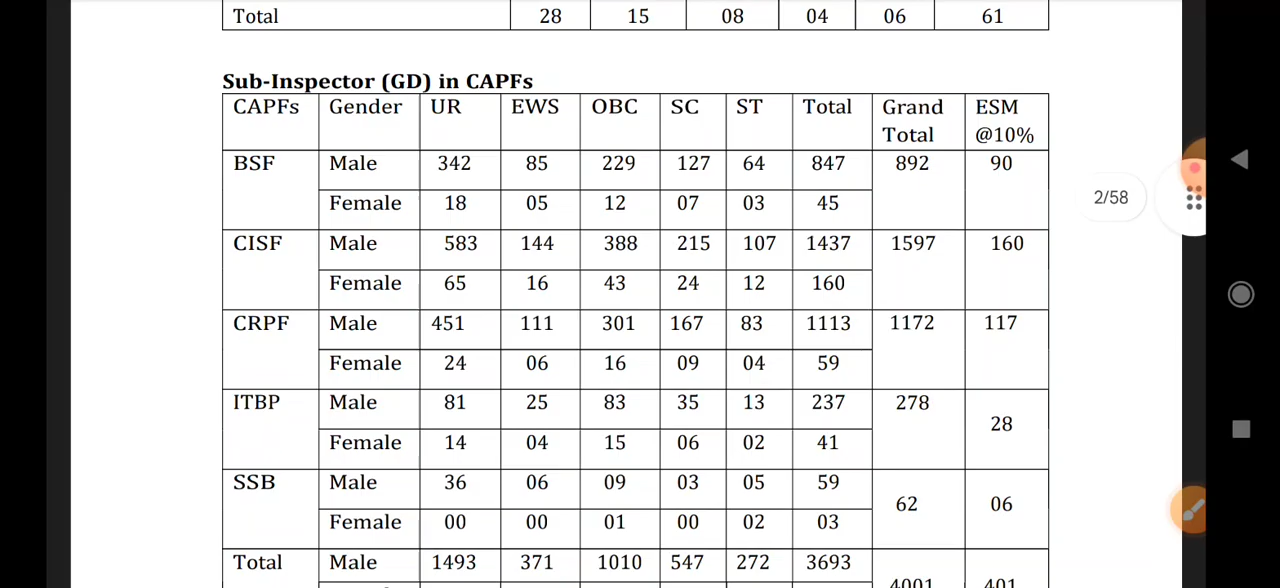 Total 28 15 08 04 06 61
Sub-Inspector (GD) in CAPFs
CAPFs Gender UR EWS OBC SC ST Total Grand Total ESM @10%
BSF Male 342 85 229 127 64 847 892 90
Female 18 05 12 07 03 45
CISF Male 583 144 388 215 107 1437 1597 160
Female 65 16 43 24 12 160
CRPF Male 451 111 301 167 83 1113 1172 117
Female 24 06 16 09 04 59
ITBP Male 81 25 83 35 13 237 278 28
Female 14 04 15 06 02 41
SSB Male 36 06 09 03 05 59 62 06
Female 00 00 01 00 02 03
Total Male 1493 371 1010 547 272 3693
4001 401
2/58